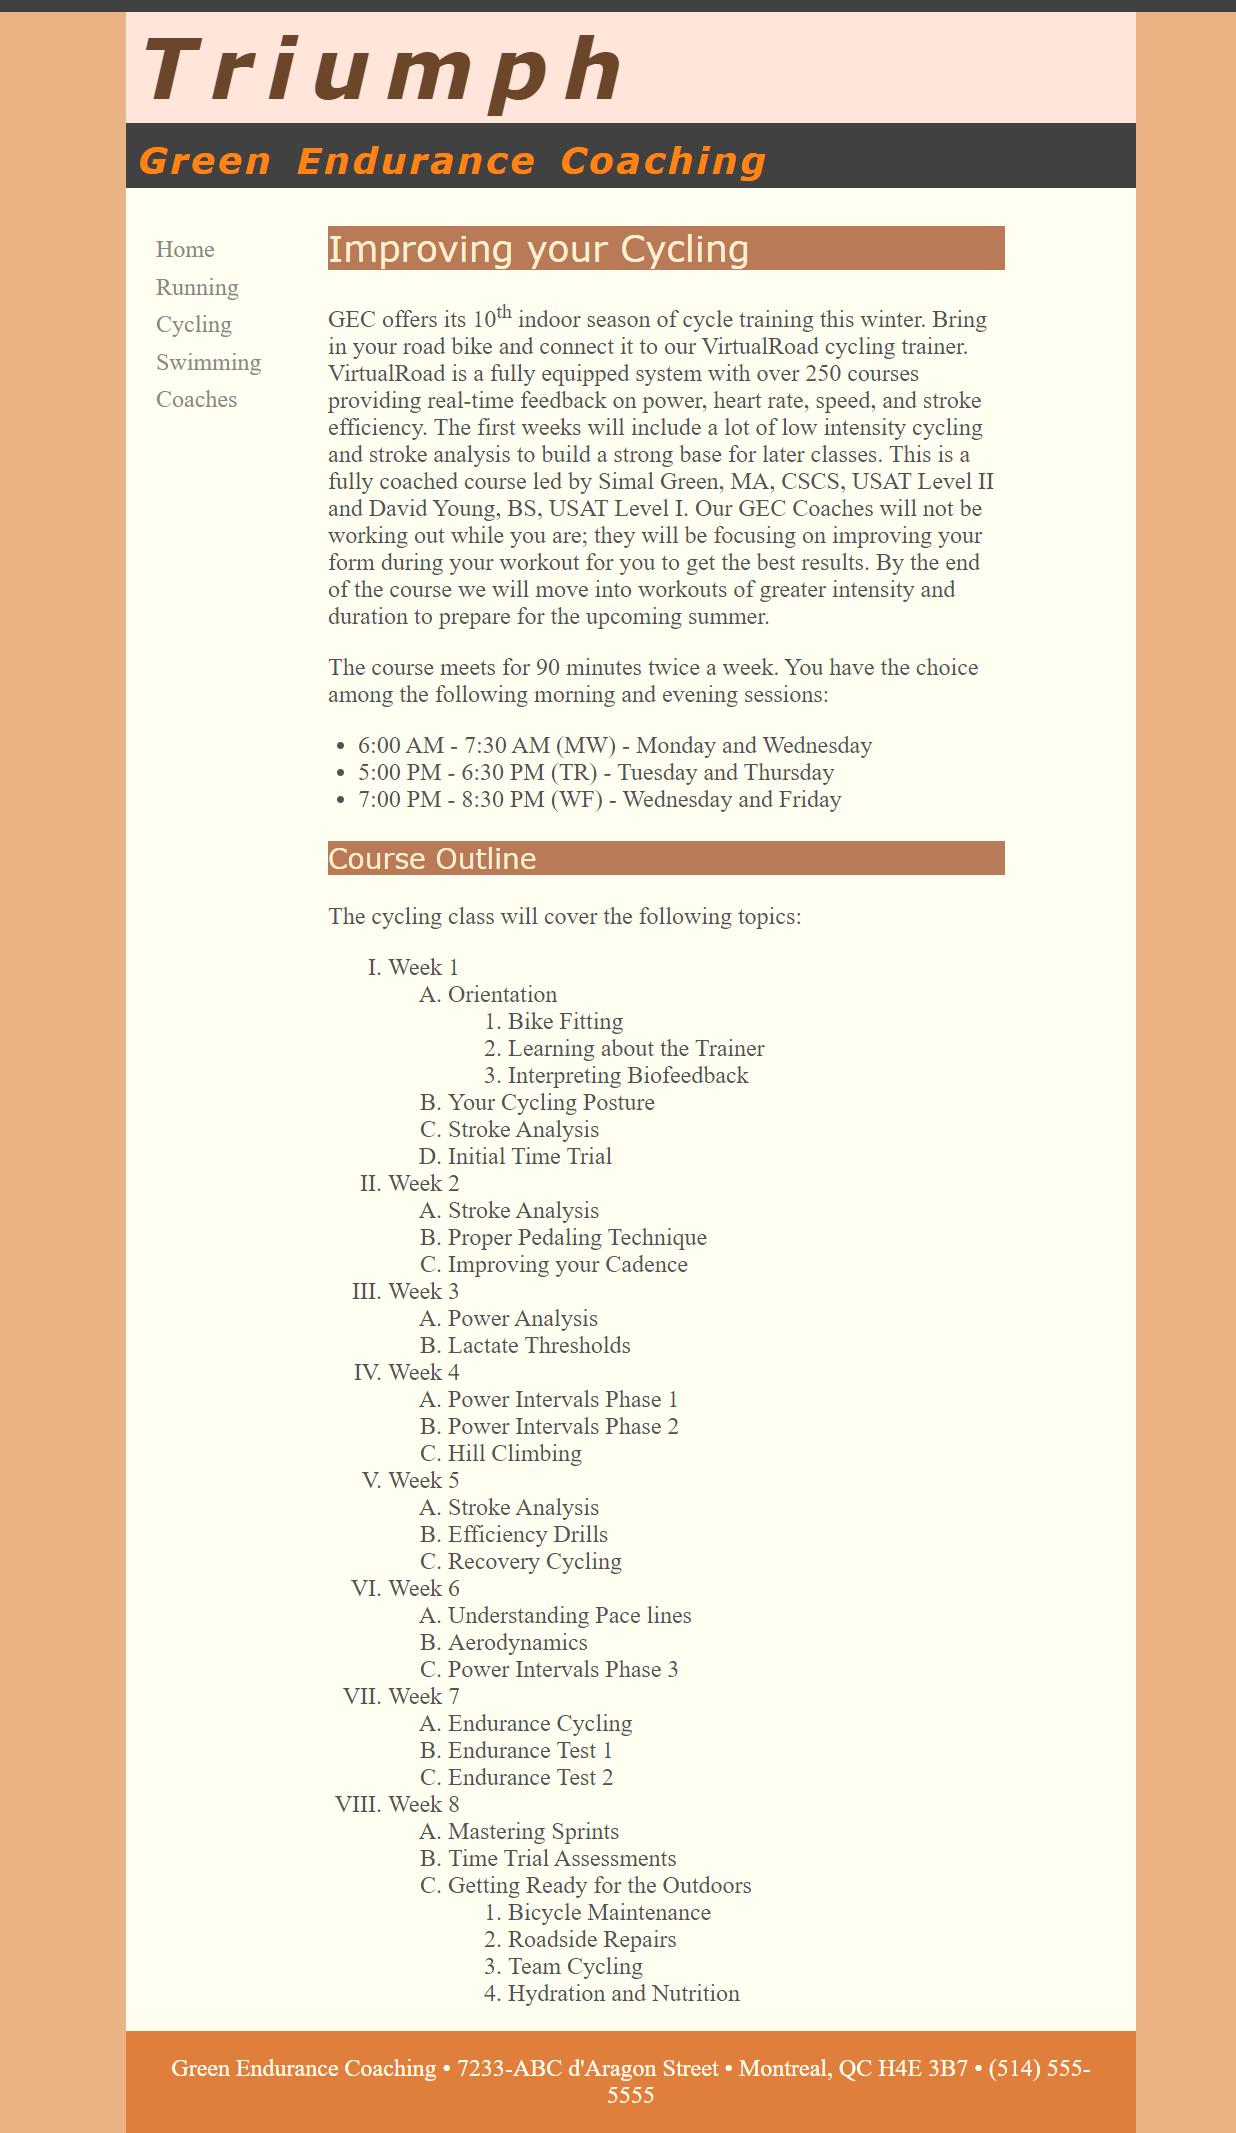 Triumph
Green Endurance Coaching
Home
Running
Cycling
Swimming
Coaches
Improving your Cycling
GEC offers its 10th indoor season of cycle training this winter. Bring
in your road bike and connect it to our VirtualRoad cycling trainer.
VirtualRoad is a fully equipped system with over 250 courses
providing real-time feedback on power, heart rate, speed, and stroke
efficiency. The first weeks will include a lot of low intensity cycling
and stroke analysis to build a strong base for later classes. This is a
fully coached course led by Simal Green, MA, CSCS, USAT Level II
and David Young, BS, USAT Level I. Our GEC Coaches will not be
working out while you are; they will be focusing on improving your
form during your workout for you to get the best results. By the end
of the course we will move into workouts of greater intensity and
duration to prepare for the upcoming summer.
The course meets for 90 minutes twice a week. You have the choice
among the following morning and evening sessions:
• 6:00 AM - 7:30 AM (MW) - Monday and Wednesday
• 5:00 PM - 6:30 PM (TR) - Tuesday and Thursday
• 7:00 PM - 8:30 PM (WF) - Wednesday and Friday
Course Outline
The cycling class will cover the following topics:
I. Week 1
A. Orientation
1. Bike Fitting
2. Learning about the Trainer
3. Interpreting Biofeedback
B. Your Cycling Posture
C. Stroke Analysis
D. Initial Time Trial
II. Week 2
A. Stroke Analysis
B. Proper Pedaling Technique
C. Improving your Cadence
III. Week 3
A. Power Analysis
B. Lactate Thresholds
IV. Week 4
A. Power Intervals Phase 1
B. Power Intervals Phase 2
C. Hill Climbing
V. Week 5
A. Stroke Analysis
B. Efficiency Drills
C. Recovery Cycling
VI. Week 6
A. Understanding Pace lines
B. Aerodynamics
C. Power Intervals Phase 3
VII. Week 7
A. Endurance Cycling
B. Endurance Test 1
C. Endurance Test 2
VIII. Week 8
A. Mastering Sprints
B. Time Trial Assessments
C. Getting Ready for the Outdoors
1. Bicycle Maintenance
2. Roadside Repairs
3. Team Cycling
4. Hydration and Nutrition
Green Endurance Coaching • 7233-ABC d'Aragon Street • Montreal, QC H4E 3B7 • (514) 555-
5555